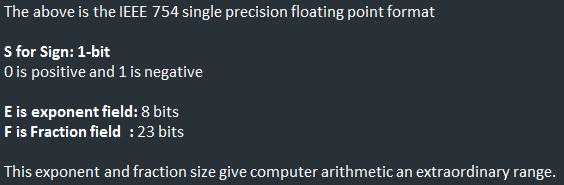 The above is the IEEE 754 single precision floating point format
S for Sign: 1-bit
0 is positive and 1 is negative
E is exponent field: 8 bits
F is Fraction field : 23 bits
This exponent and fraction size give computer arithmetic an extraordinary range.